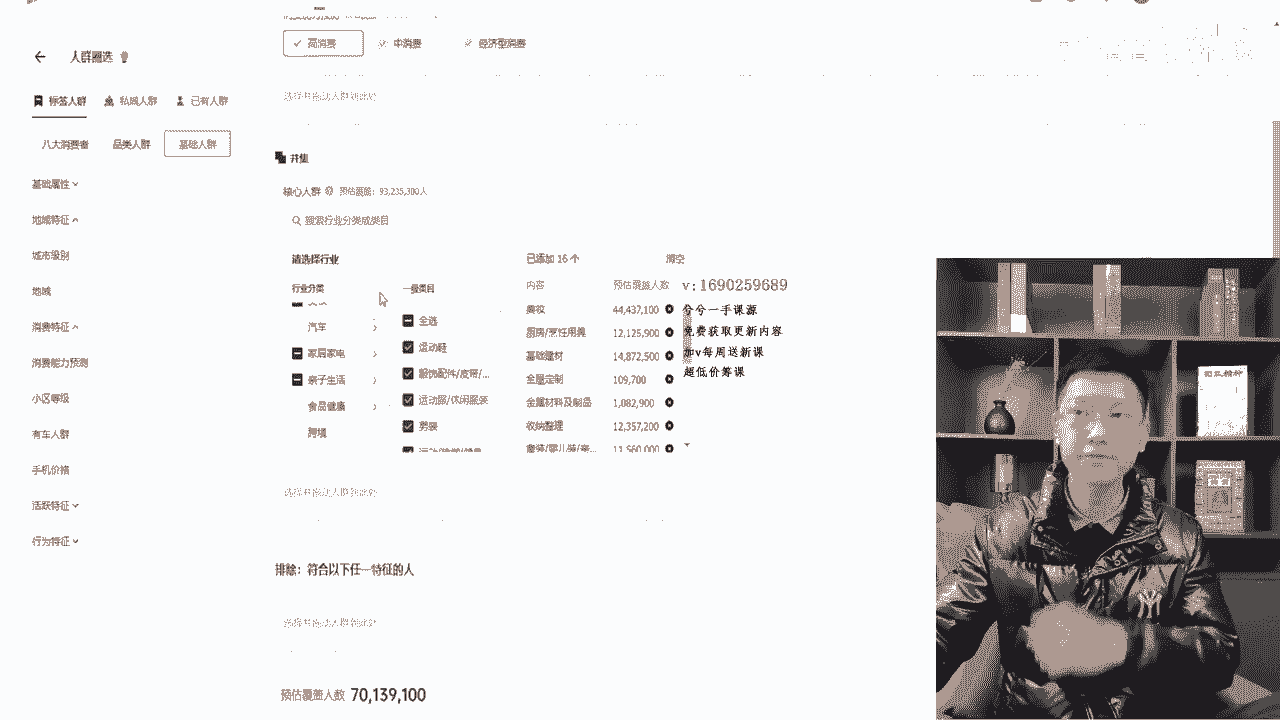 高消费 中消费 经济型消费
人群圈选
标签人群 私域人群 已有人群
八大消费者 品类人群 基础人群
基础属性
地域特征
城市级别
地域
消费特征
消费能力预测
小区等级
有车人群
手机价格
活跃特征
行为特征
并集
核心人群 预估覆盖：93,235,300人
搜索行业分类或类目
请选择行业 已添加 16 个 清空
行业分类 一级类目 内容 预估覆盖人数
汽车
家居家电
亲子生活
食品健康
跨境
全选
运动鞋
服饰配件/皮带/...
运动服/休闲服装
男装
美妆 44,437,100
厨房/烹饪用具 12,125,900
基础建材 14,872,500
全屋定制 109,700
金属材料及制品 1,082,900
收纳整理 12,357,200
童装/婴儿装/亲... 11,560,000
v:1690259689
兮兮一手课源
免费获取更新内容
加v每周送新课
超低价筹课
排除：符合以下任一特征的人
预估覆盖人数 70,139,100